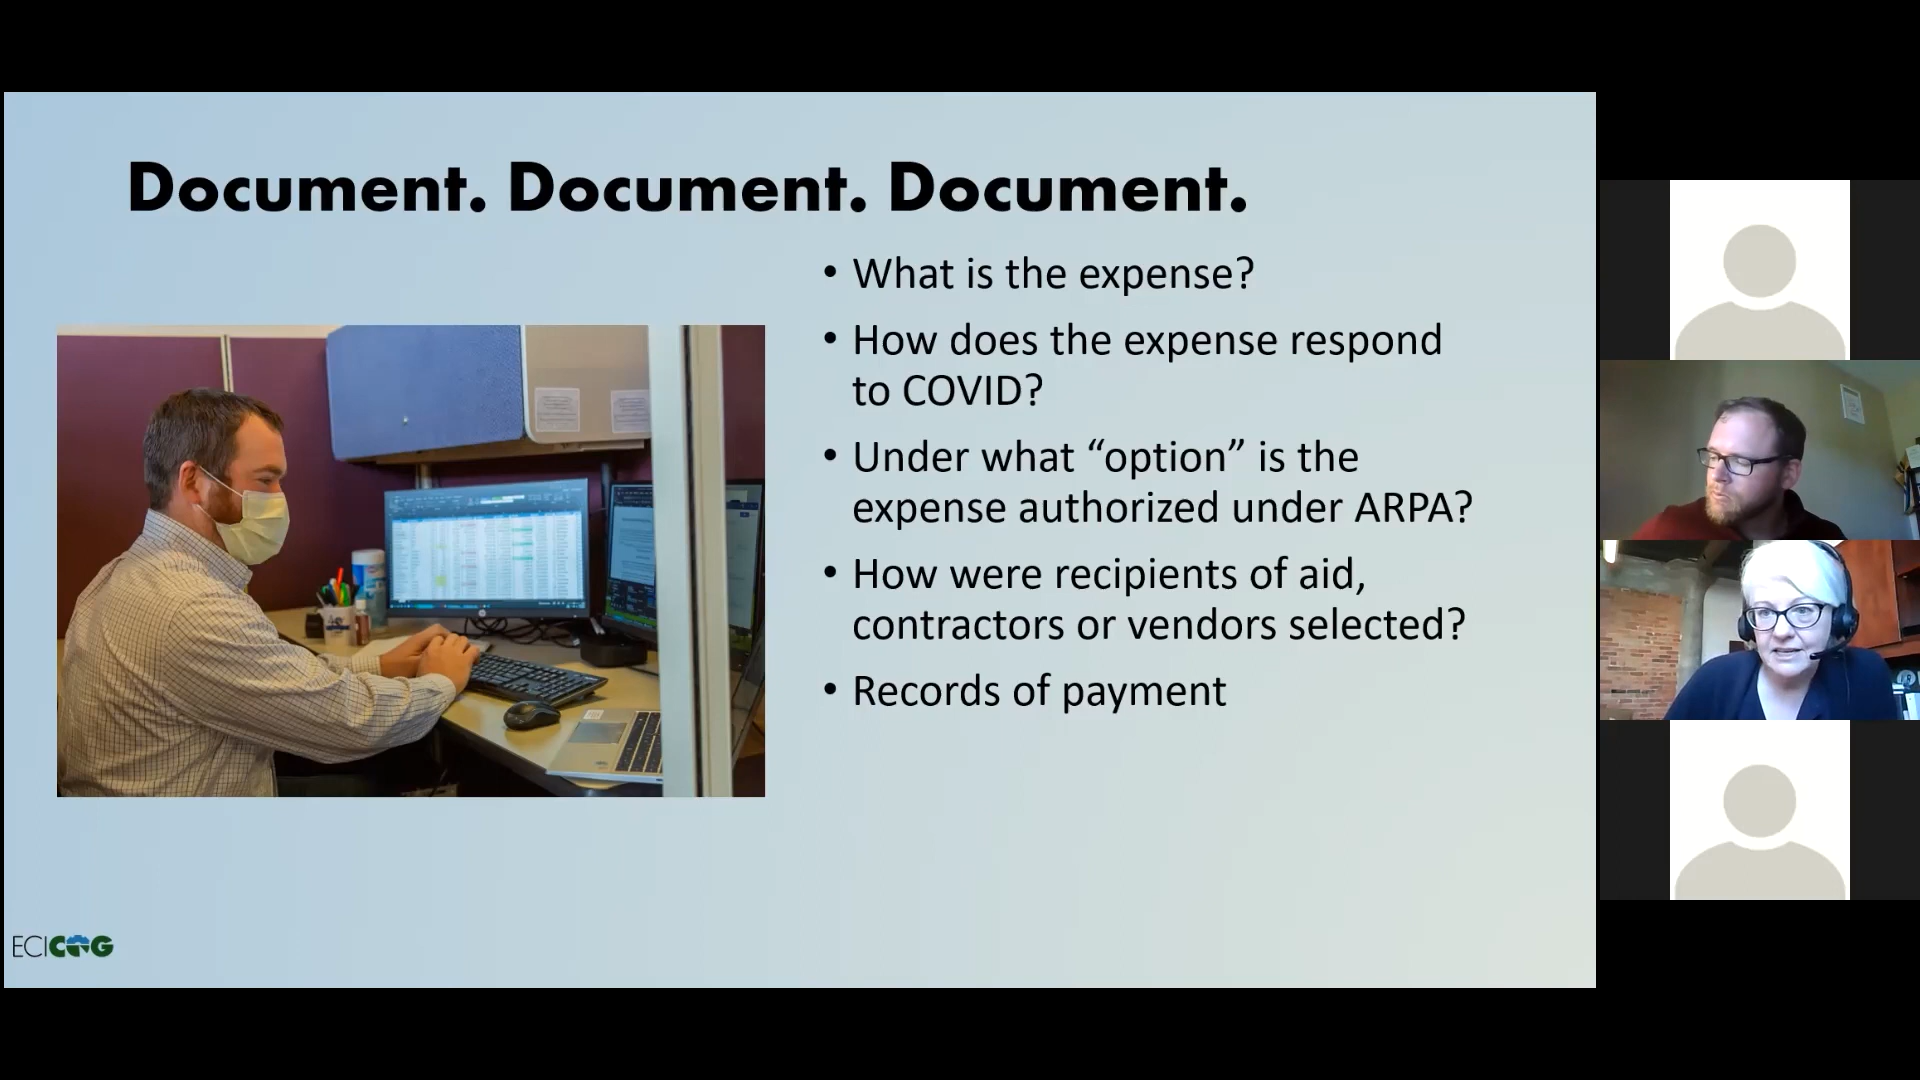 Document. Document. Document.
• What is the expense?
• How does the expense respond
to COVID?
• Under what “option” is the
expense authorized under ARPA?
• How were recipients of aid,
contractors or vendors selected?
• Records of payment
ECICOG